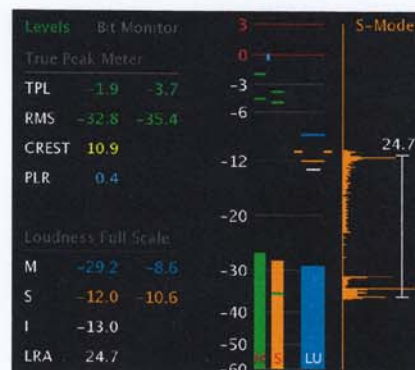 Levels Bit Monitor
True Peak Meter
TPL -1.9 -3.7
RMS -32.8 -35.4
CREST 10.9
PLR 0.4
Loudness Full Scale
M -29.2 -8.6
S -12.0 -10.6
I -13.0
LRA 24.7
3
0
-3
-6
-12
-20
-30
-40
-50
-60
M S LU
S-Mode
24.7